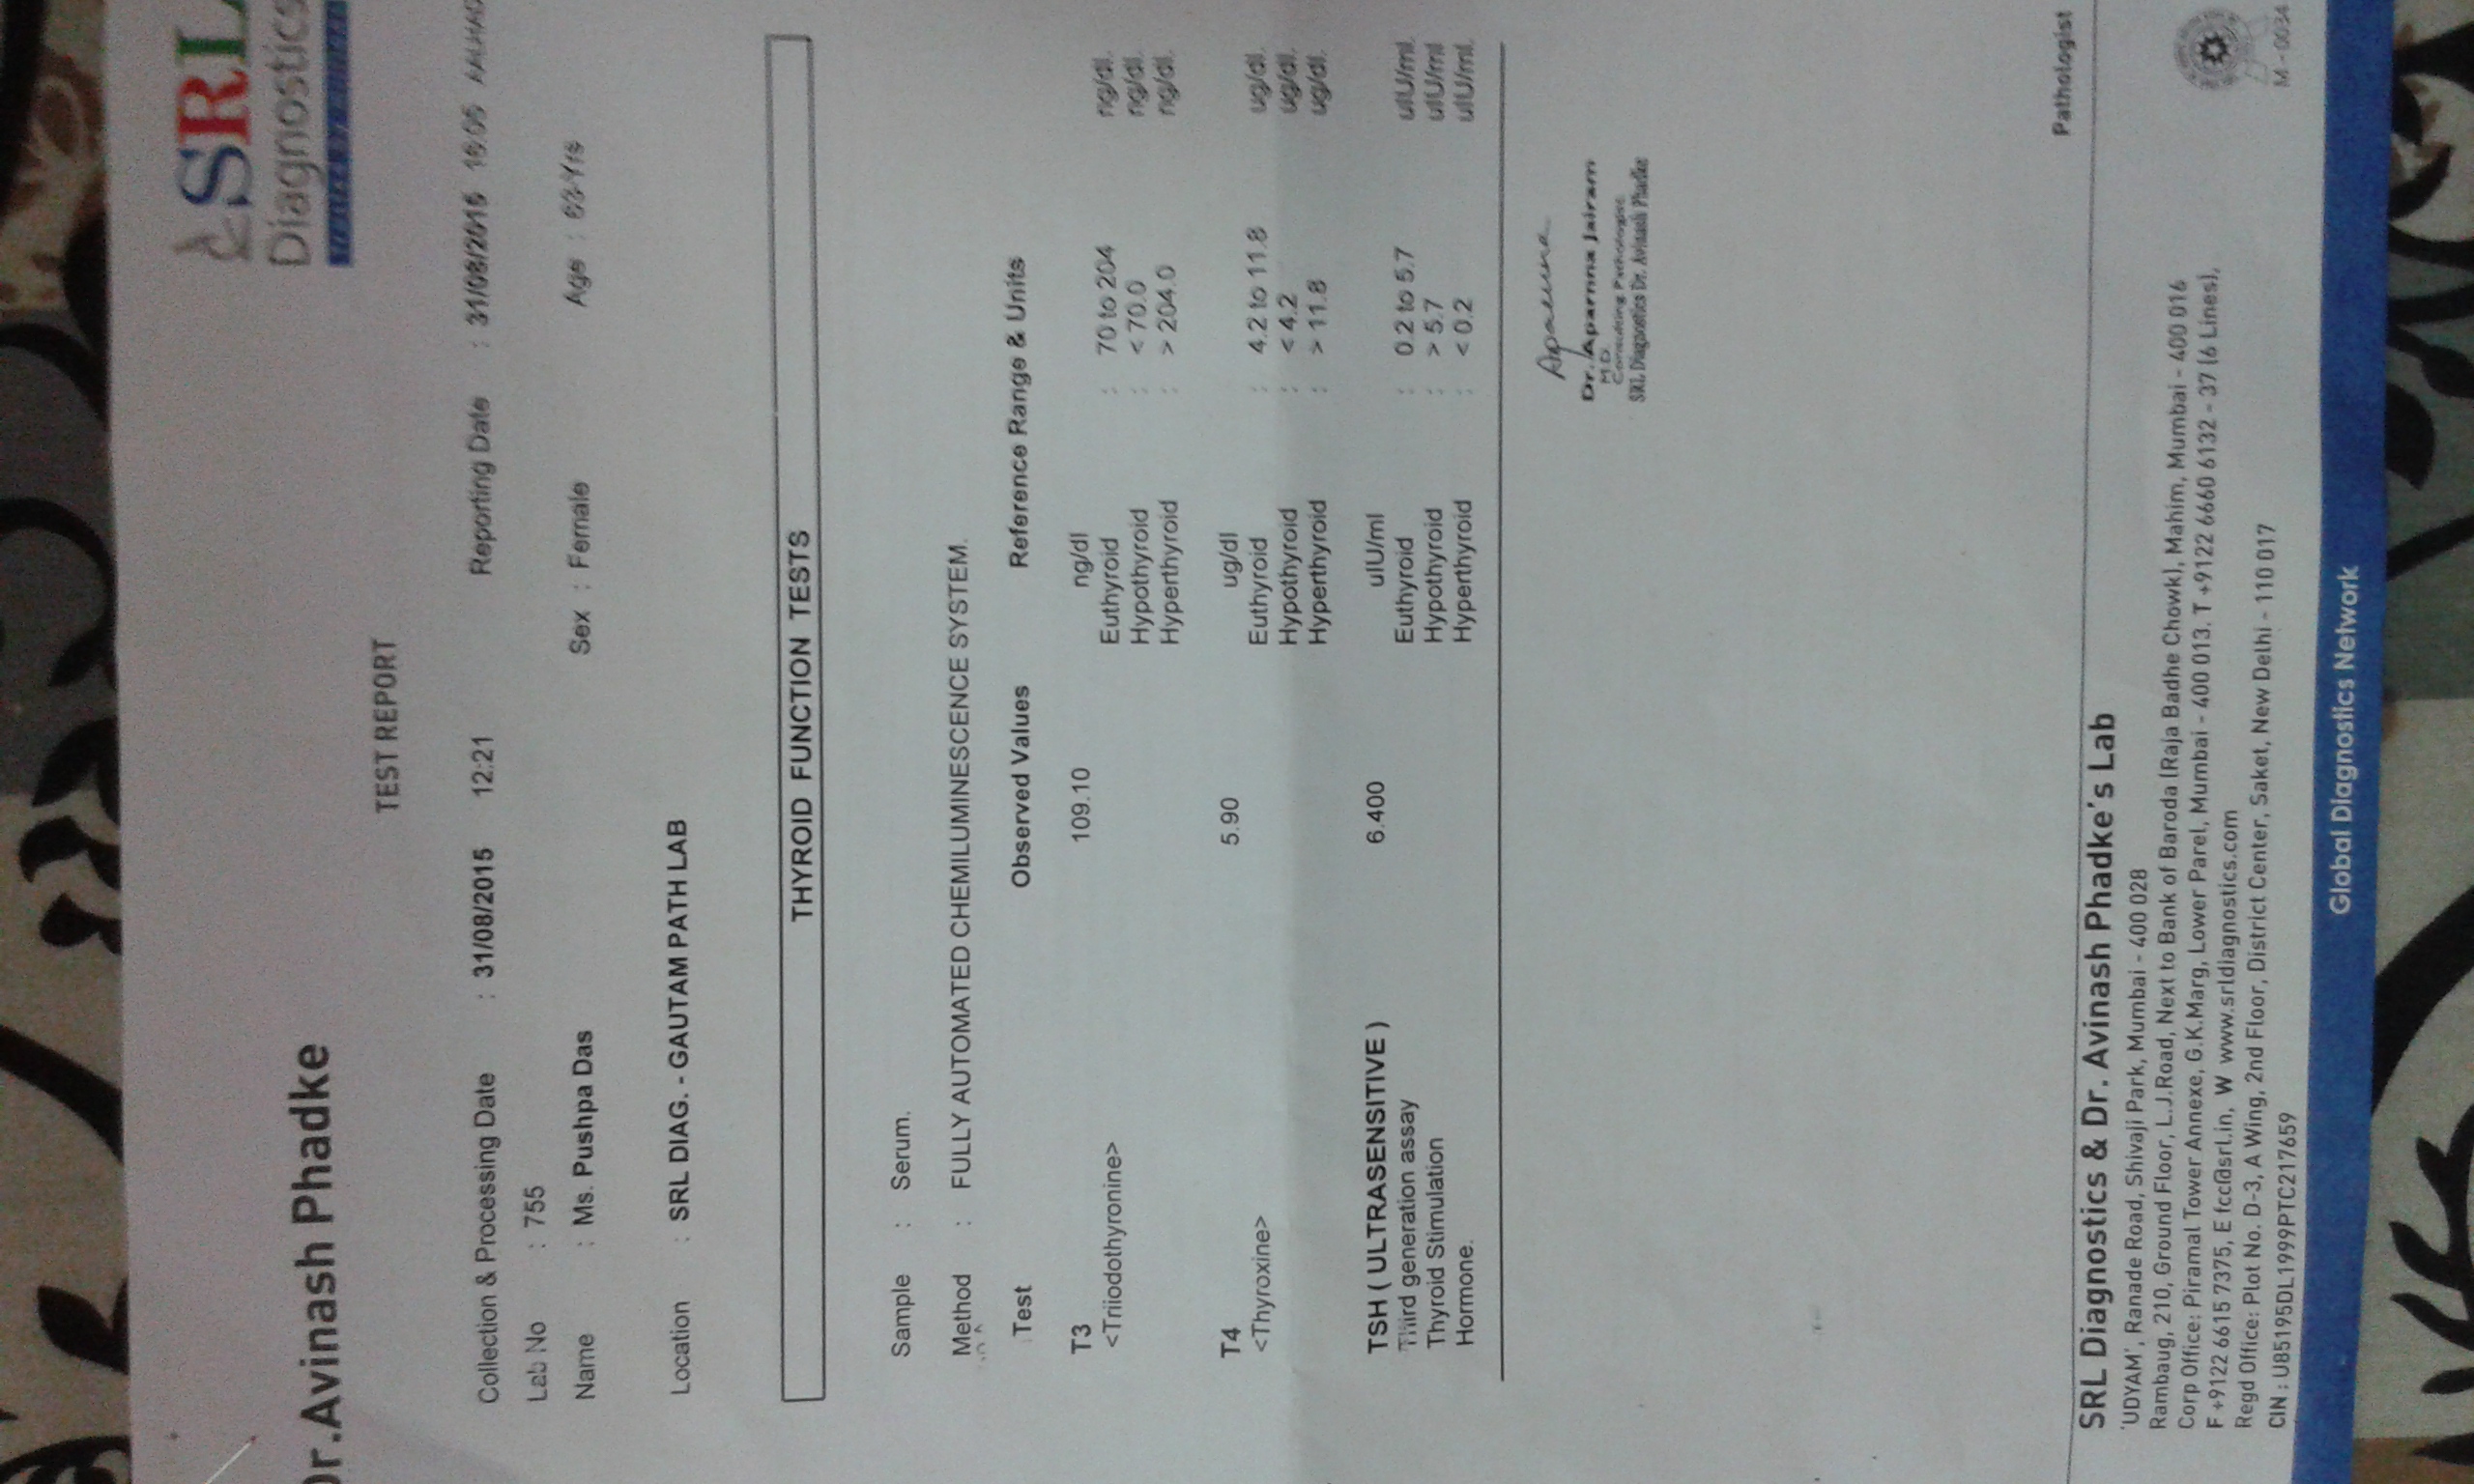 Dr.Avinash Phadke
SRL
Diagnostics
TEST REPORT
Collection & Processing Date : 31/08/2015 12:21 Reporting Date : 31/08/2015
Lab No : 755
Name : Ms. Pushpa Das Sex : Female Age : Yrs
Location : SRL DIAG. - GAUTAM PATH LAB
THYROID FUNCTION TESTS
Sample : Serum.
Method : FULLY AUTOMATED CHEMILUMINESCENCE SYSTEM.
Test Observed Values Reference Range & Units
T3 109.10 ng/dl
<Triiodothyronine> Euthyroid : 70 to 204 ng/dl.
Hypothyroid : < 70.0 ng/dl.
Hyperthyroid : > 204.0 ng/dl.
T4 5.90 ug/dl
<Thyroxine> Euthyroid : 4.2 to 11.8 ug/dl.
Hypothyroid : < 4.2 ug/dl.
Hyperthyroid : > 11.8 ug/dl.
TSH ( ULTRASENSITIVE ) 6.400 uIU/ml
Third generation assay Euthyroid : 0.2 to 5.7 uIU/ml.
Thyroid Stimulation Hypothyroid : > 5.7 uIU/ml
Hormone. Hyperthyroid : < 0.2 uIU/ml.
Dr. Aparnna Jairam
M.D.
Consulting Pathologist
SRL Diagnostics Dr. Avinash Phadke
Pathologist
SRL Diagnostics & Dr. Avinash Phadke's Lab
'UDYAM', Ranade Road, Shivaji Park, Mumbai - 400 028
Rambaug, 210, Ground Floor, L.J.Road, Next to Bank of Baroda (Raja Badhe Chowk), Mahim, Mumbai - 400 016
Corp Office: Piramal Tower Annexe, G.K.Marg, Lower Parel, Mumbai - 400 013. T +9122 6660 6132 - 37 (6 Lines),
F +9122 6615 7375, E fcc@srl.in, W www.srldiagnostics.com
Regd Office: Plot No. D-3, A Wing, 2nd Floor, District Center, Saket, New Delhi - 110 017
CIN : U85195DL1999PTC217659
M - 0034
Global Diagnostics Network